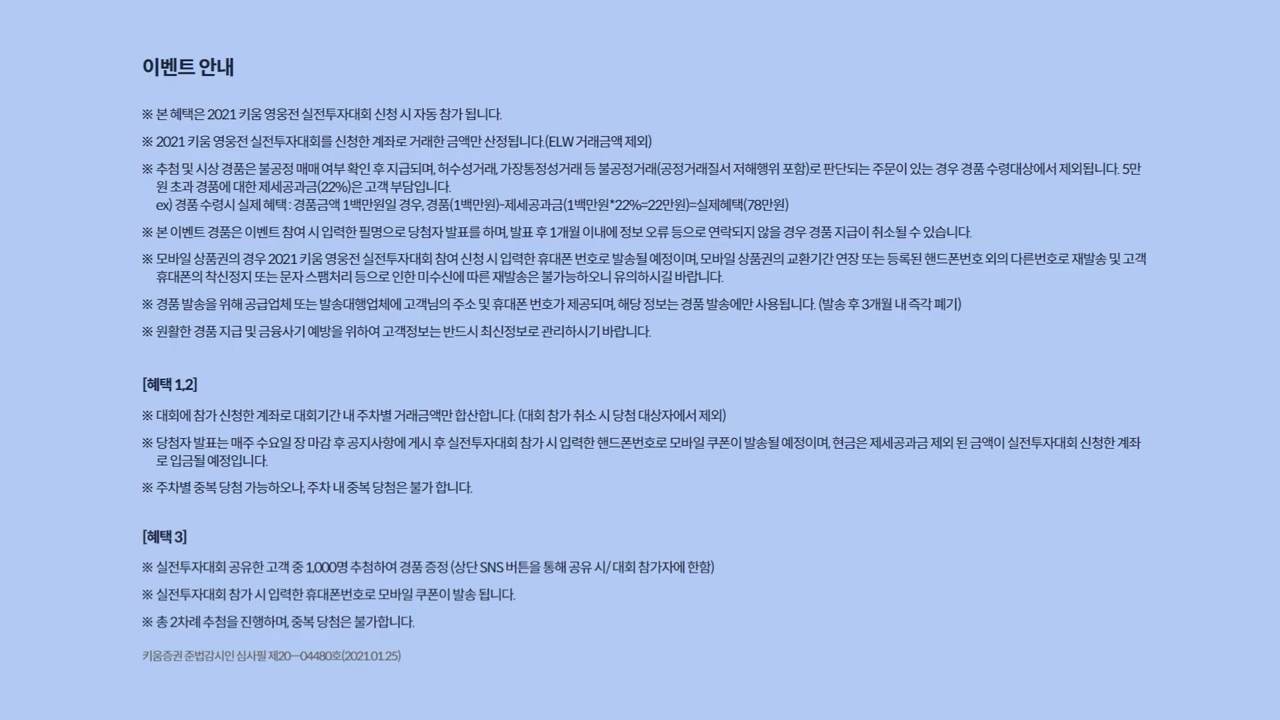 이벤트 안내
※ 본 혜택은 2021 키움 영웅전 실전투자대회 신청 시 자동 참가 됩니다.
※ 2021 키움 영웅전 실전투자대회를 신청한 계좌로 거래한 금액만 산정됩니다.(ELW 거래금액 제외)
※ 추첨 및 시상 경품은 불공정 매매 여부 확인 후 지급되며, 허수성거래, 가장통정성거래 등 불공정거래(공정거래질서 저해행위 포함)로 판단되는 주문이 있는 경우 경품 수령대상에서 제외됩니다. 5만
원 초과 경품에 대한 제세공과금(22%)은 고객 부담입니다.
ex) 경품 수령시 실제 혜택 : 경품금액 1백만원일 경우, 경품(1백만원)-제세공과금(1백만원*22%=22만원)=실제혜택(78만원)
※ 본 이벤트 경품은 이벤트 참여 시 입력한 필명으로 당첨자 발표를 하며, 발표 후 1개월 이내에 정보 오류 등으로 연락되지 않을 경우 경품 지급이 취소될 수 있습니다.
※ 모바일 상품권의 경우 2021 키움 영웅전 실전투자대회 참여 신청 시 입력한 휴대폰 번호로 발송될 예정이며, 모바일 상품권의 교환기간 연장 또는 등록된 핸드폰번호 외의 다른번호로 재발송 및 고객
휴대폰의 착신정지 또는 문자 스팸처리 등으로 인한 미수신에 따른 재발송은 불가능하오니 유의하시길 바랍니다.
※ 경품 발송을 위해 공급업체 또는 발송대행업체에 고객님의 주소 및 휴대폰 번호가 제공되며, 해당 정보는 경품 발송에만 사용됩니다. (발송 후 3개월 내 즉각 폐기)
※ 원활한 경품 지급 및 금융사기 예방을 위하여 고객정보는 반드시 최신정보로 관리하시기 바랍니다.
[혜택 1,2]
※ 대회에 참가 신청한 계좌로 대회기간 내 주차별 거래금액만 합산합니다. (대회 참가 취소 시 당첨 대상자에서 제외)
※ 당첨자 발표는 매주 수요일 장 마감 후 공지사항에 게시 후 실전투자대회 참가 시 입력한 핸드폰번호로 모바일 쿠폰이 발송될 예정이며, 현금은 제세공과금 제외 된 금액이 실전투자대회 신청한 계좌
로 입금될 예정입니다.
※ 주차별 중복 당첨 가능하오나, 주차 내 중복 당첨은 불가 합니다.
[혜택 3]
※ 실전투자대회 공유한 고객 중 1,000명 추첨하여 경품 증정 (상단 SNS 버튼을 통해 공유 시/ 대회 참가자에 한함)
※ 실전투자대회 참가 시 입력한 휴대폰번호로 모바일 쿠폰이 발송 됩니다.
※ 총 2차례 추첨을 진행하며, 중복 당첨은 불가합니다.
키움증권 준법감시인 심사필 제20—04480호(2021.01.25)